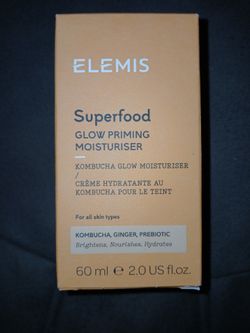 ELEMIS
Superfood
GLOW PRIMING
MOISTURISER
KOMBUCHA GLOW MOISTURISER
/
CRÈME HYDRATANTE AU
KOMBUCHA POUR LE TEINT
For all skin types
KOMBUCHA, GINGER, PREBIOTIC
Brightens, Nourishes, Hydrates
60 ml ℮ 2.0 US fl.oz.